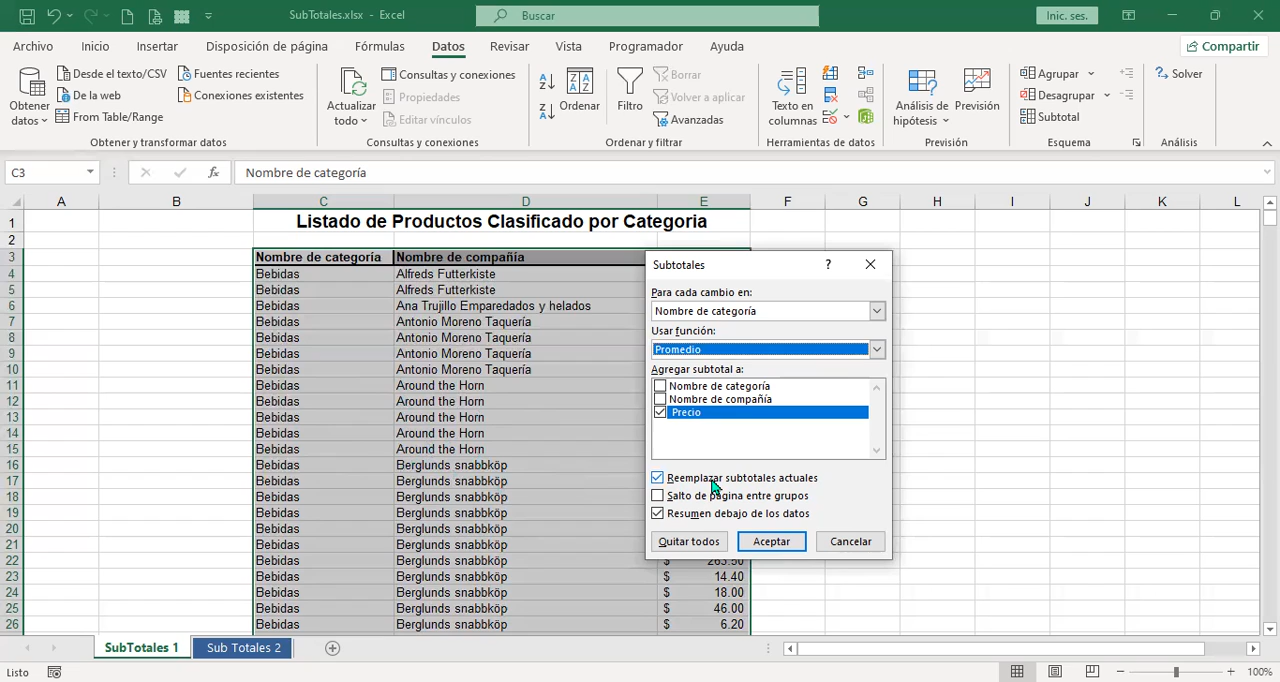 SubTotales.xlsx - Excel
Buscar
Inic. ses.
Archivo Inicio Insertar Disposición de página Fórmulas Datos Revisar Vista Programador Ayuda
Compartir
Obtener datos
Desde el texto/CSV
De la web
From Table/Range
Fuentes recientes
Conexiones existentes
Obtener y transformar datos
Actualizar todo
Consultas y conexiones
Propiedades
Editar vínculos
Consultas y conexiones
Ordenar
Filtro
Borrar
Volver a aplicar
Avanzadas
Ordenar y filtrar
Texto en columnas
Herramientas de datos
Análisis de hipótesis
Previsión
Previsión
Agrupar
Desagrupar
Subtotal
Esquema
Solver
Análisis
C3
fx
Nombre de categoría
A B C D E F G H I J K L
1 Listado de Productos Clasificado por Categoria
2
3 Nombre de categoría Nombre de compañía
4 Bebidas Alfreds Futterkiste
5 Bebidas Alfreds Futterkiste
6 Bebidas Ana Trujillo Emparedados y helados
7 Bebidas Antonio Moreno Taquería
8 Bebidas Antonio Moreno Taquería
9 Bebidas Antonio Moreno Taquería
10 Bebidas Antonio Moreno Taquería
11 Bebidas Around the Horn
12 Bebidas Around the Horn
13 Bebidas Around the Horn
14 Bebidas Around the Horn
15 Bebidas Around the Horn
16 Bebidas Berglunds snabbköp
17 Bebidas Berglunds snabbköp
18 Bebidas Berglunds snabbköp
19 Bebidas Berglunds snabbköp
20 Bebidas Berglunds snabbköp
21 Bebidas Berglunds snabbköp
22 Bebidas Berglunds snabbköp $ 263.50
23 Bebidas Berglunds snabbköp $ 14.40
24 Bebidas Berglunds snabbköp $ 18.00
25 Bebidas Berglunds snabbköp $ 46.00
26 Bebidas Berglunds snabbköp $ 6.20
Subtotales ?
Para cada cambio en:
Nombre de categoría
Usar función:
Promedio
Agregar subtotal a:
Nombre de categoría
Nombre de compañía
Precio
Reemplazar subtotales actuales
Salto de página entre grupos
Resumen debajo de los datos
Quitar todos Aceptar Cancelar
SubTotales 1 Sub Totales 2
Listo
100%